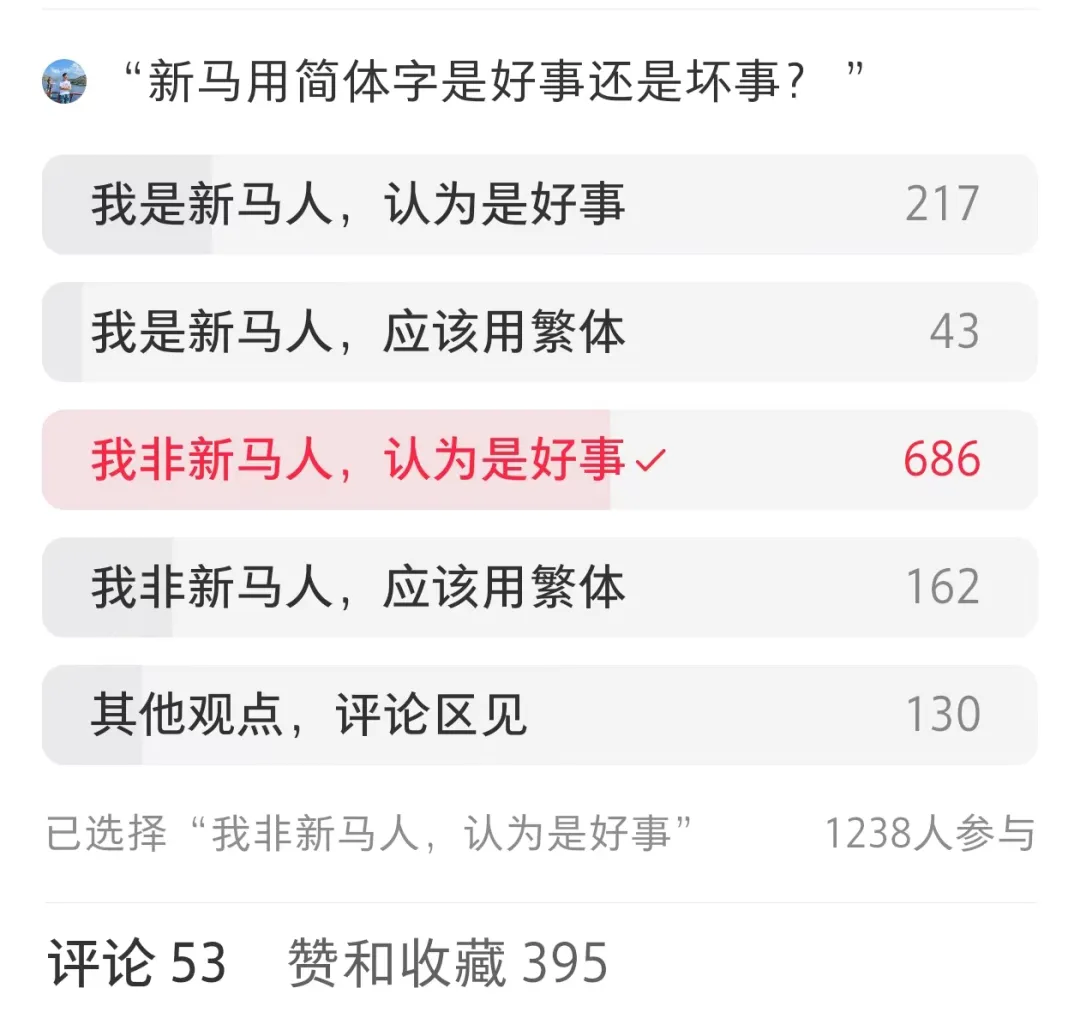 “新马用简体字是好事还是坏事？”
我是新马人，认为是好事 217
我是新马人，应该用繁体 43
我非新马人，认为是好事✓ 686
我非新马人，应该用繁体 162
其他观点，评论区见 130
已选择“我非新马人，认为是好事” 1238人参与
评论 53 赞和收藏 395